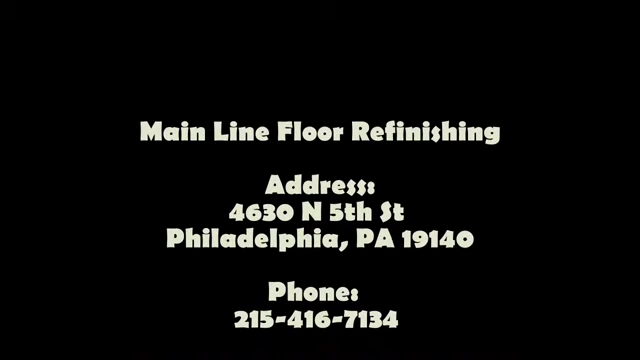 Main Line Floor Refinishing
Address:
4630 N 5th St
Philadelphia, PA 19140
Phone:
215-416-7134